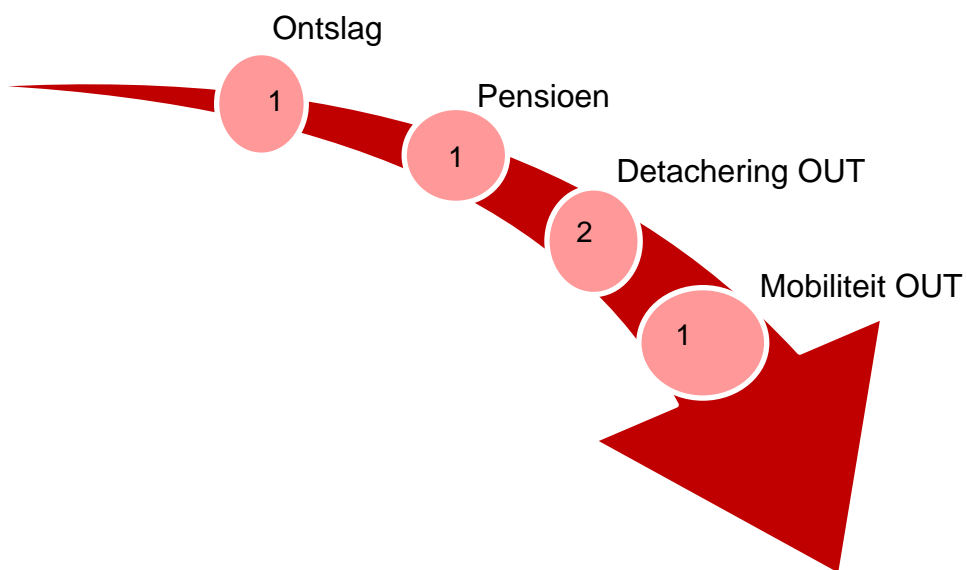 Ontslag
1
Pensioen
1
Detachering OUT
2
Mobiliteit OUT
1